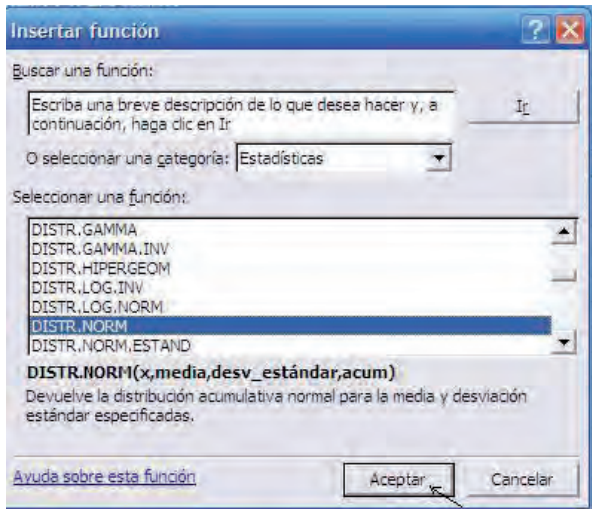 Insertar función
Buscar una función:
Escriba una breve descripción de lo que desea hacer y, a
continuación, haga clic en Ir
Ir
O seleccionar una categoría: Estadísticas
Seleccionar una función:
DISTR.GAMMA
DISTR.GAMMA.INV
DISTR.HIPERGEOM
DISTR.LOG.INV
DISTR.LOG.NORM
DISTR.NORM
DISTR.NORM.ESTAND
DISTR.NORM(x,media,desv_estándar,acum)
Devuelve la distribución acumulativa normal para la media y desviación
estándar especificadas.
Ayuda sobre esta función
Aceptar
Cancelar